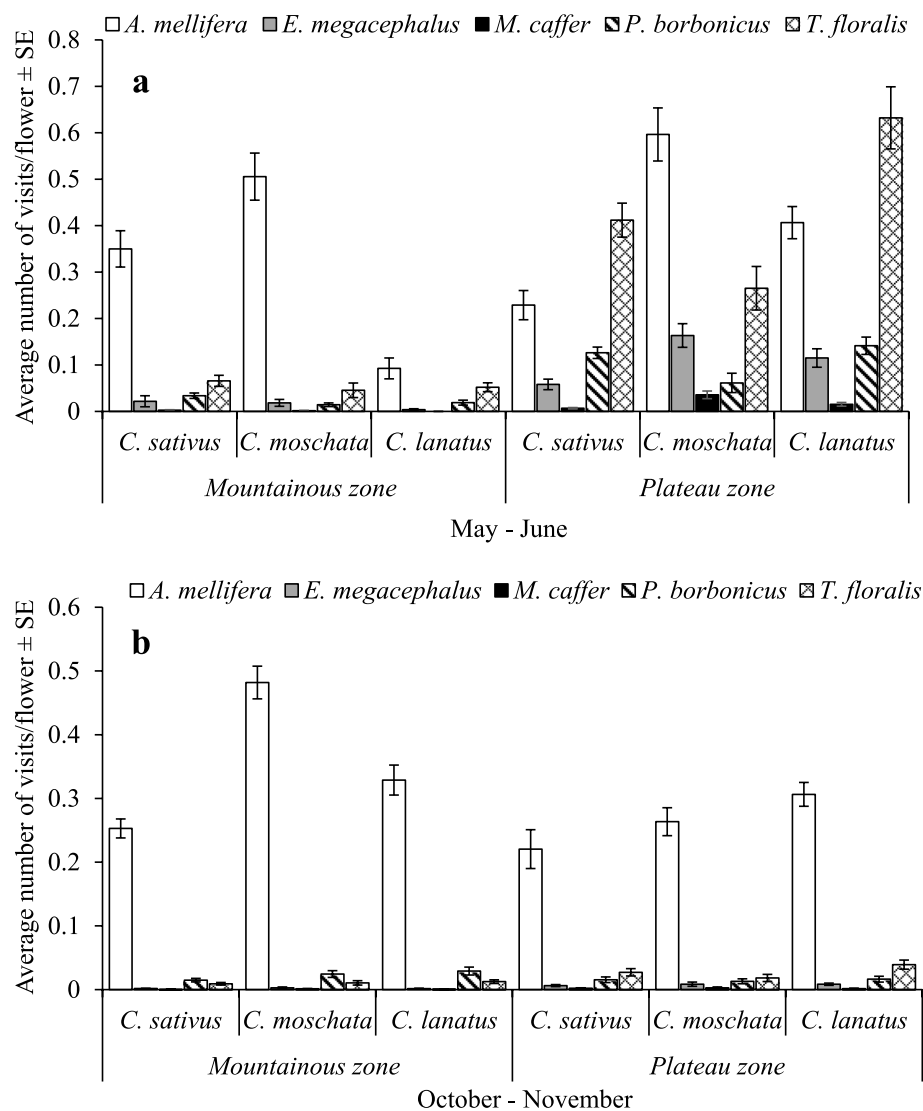 A. mellifera E. megacephalus M. caffer P. borbonicus T. floralis
a
Average number of visits/flower ± SE
0.8
0.7
0.6
0.5
0.4
0.3
0.2
0.1
0
C. sativus C. moschata C. lanatus C. sativus C. moschata C. lanatus
Mountainous zone Plateau zone
May - June
A. mellifera E. megacephalus M. caffer P. borbonicus T. floralis
b
Average number of visits/flower ± SE
0.6
0.5
0.4
0.3
0.2
0.1
0
C. sativus C. moschata C. lanatus C. sativus C. moschata C. lanatus
Mountainous zone Plateau zone
October - November